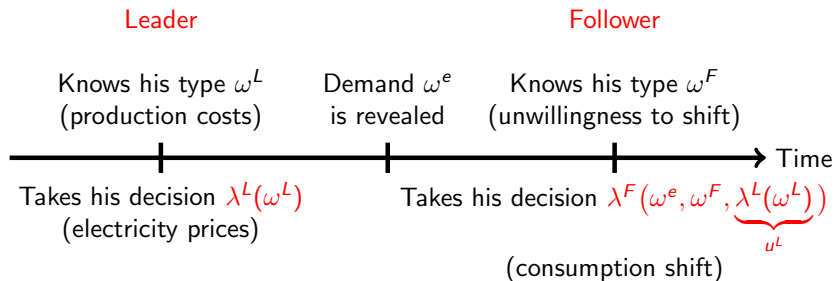 Leader
Follower
Knows his type ω^L
(production costs)
Demand ω^e
is revealed
Knows his type ω^F
(unwillingness to shift)
Time
Takes his decision λ^L(ω^L)
(electricity prices)
Takes his decision λ^F(ω^e, ω^F, λ^L(ω^L))
u^L
(consumption shift)